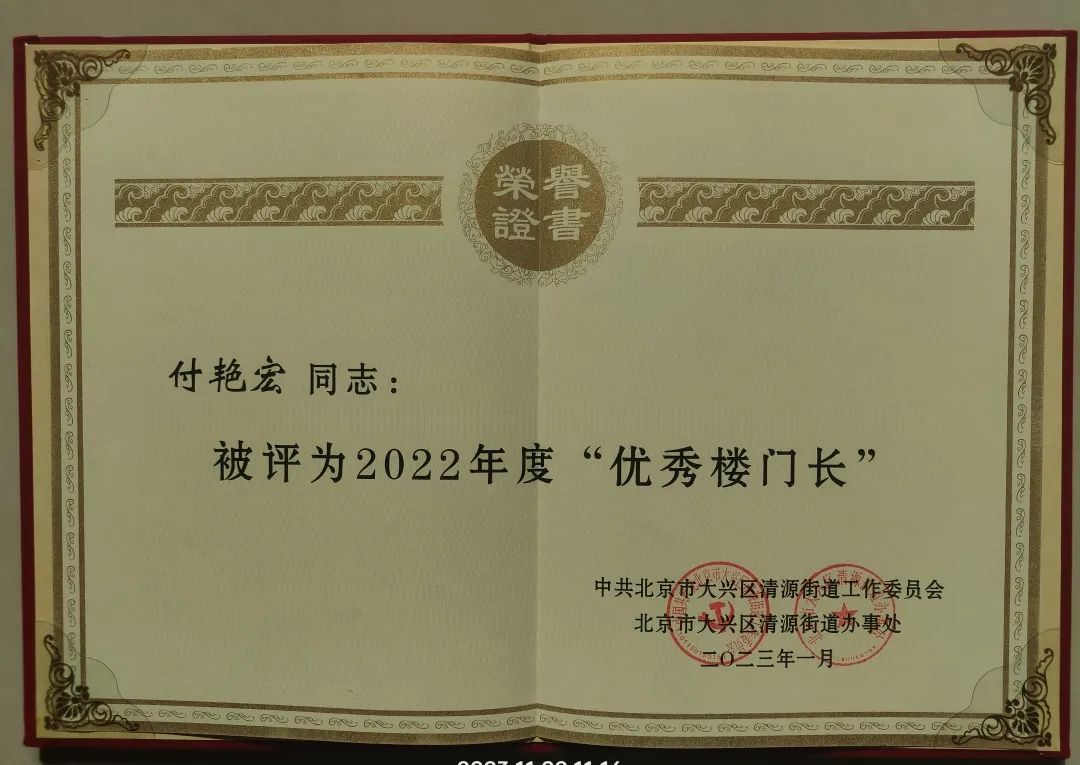 榮譽
證書
付艳宏 同志：
被评为2022年度“优秀楼门长”
中共北京市大兴区清源街道工作委员会
北京市大兴区清源街道办事处
二〇二三年一月